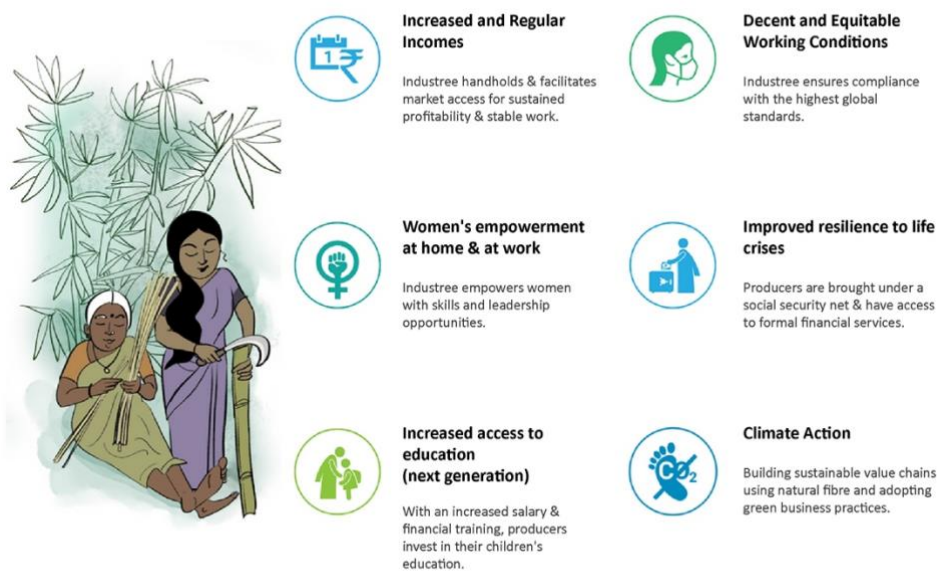 Increased and Regular
Incomes
Industree handholds & facilitates
market access for sustained
profitability & stable work.
Decent and Equitable
Working Conditions
Industree ensures compliance
with the highest global
standards.
Women's empowerment
at home & at work
Industree empowers women
with skills and leadership
opportunities.
Improved resilience to life
crises
Producers are brought under a
social security net & have access
to formal financial services.
Increased access to
education
(next generation)
With an increased salary &
financial training, producers
invest in their children's
education.
Climate Action
Building sustainable value chains
using natural fibre and adopting
green business practices.
1 ₹
CO₂